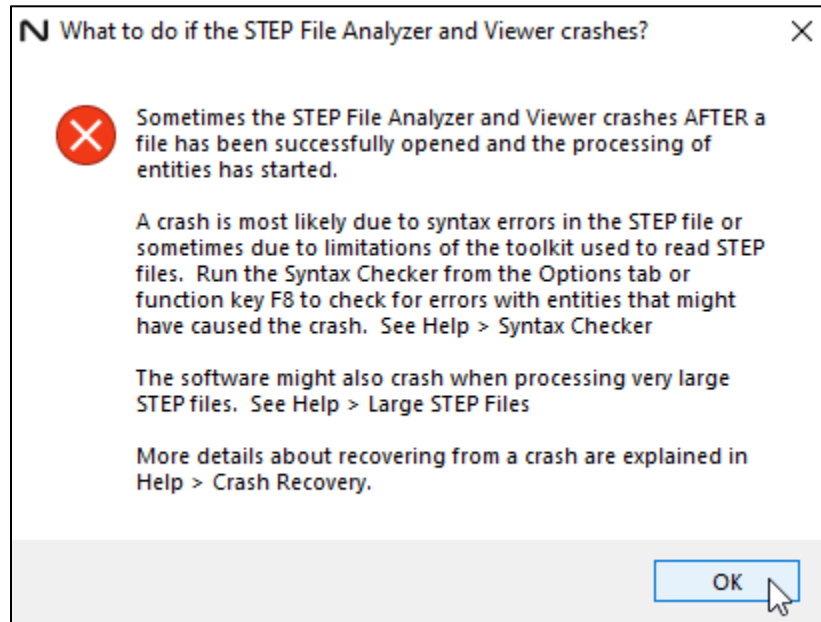 What to do if the STEP File Analyzer and Viewer crashes?
Sometimes the STEP File Analyzer and Viewer crashes AFTER a
file has been successfully opened and the processing of
entities has started.
A crash is most likely due to syntax errors in the STEP file or
sometimes due to limitations of the toolkit used to read STEP
files.  Run the Syntax Checker from the Options tab or
function key F8 to check for errors with entities that might
have caused the crash.  See Help > Syntax Checker
The software might also crash when processing very large
STEP files.  See Help > Large STEP Files
More details about recovering from a crash are explained in
Help > Crash Recovery.
OK